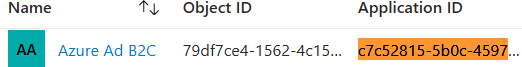 Name Object ID Application ID
AA Azure Ad B2C 79df7ce4-1562-4c15... c7c52815-5b0c-4597...